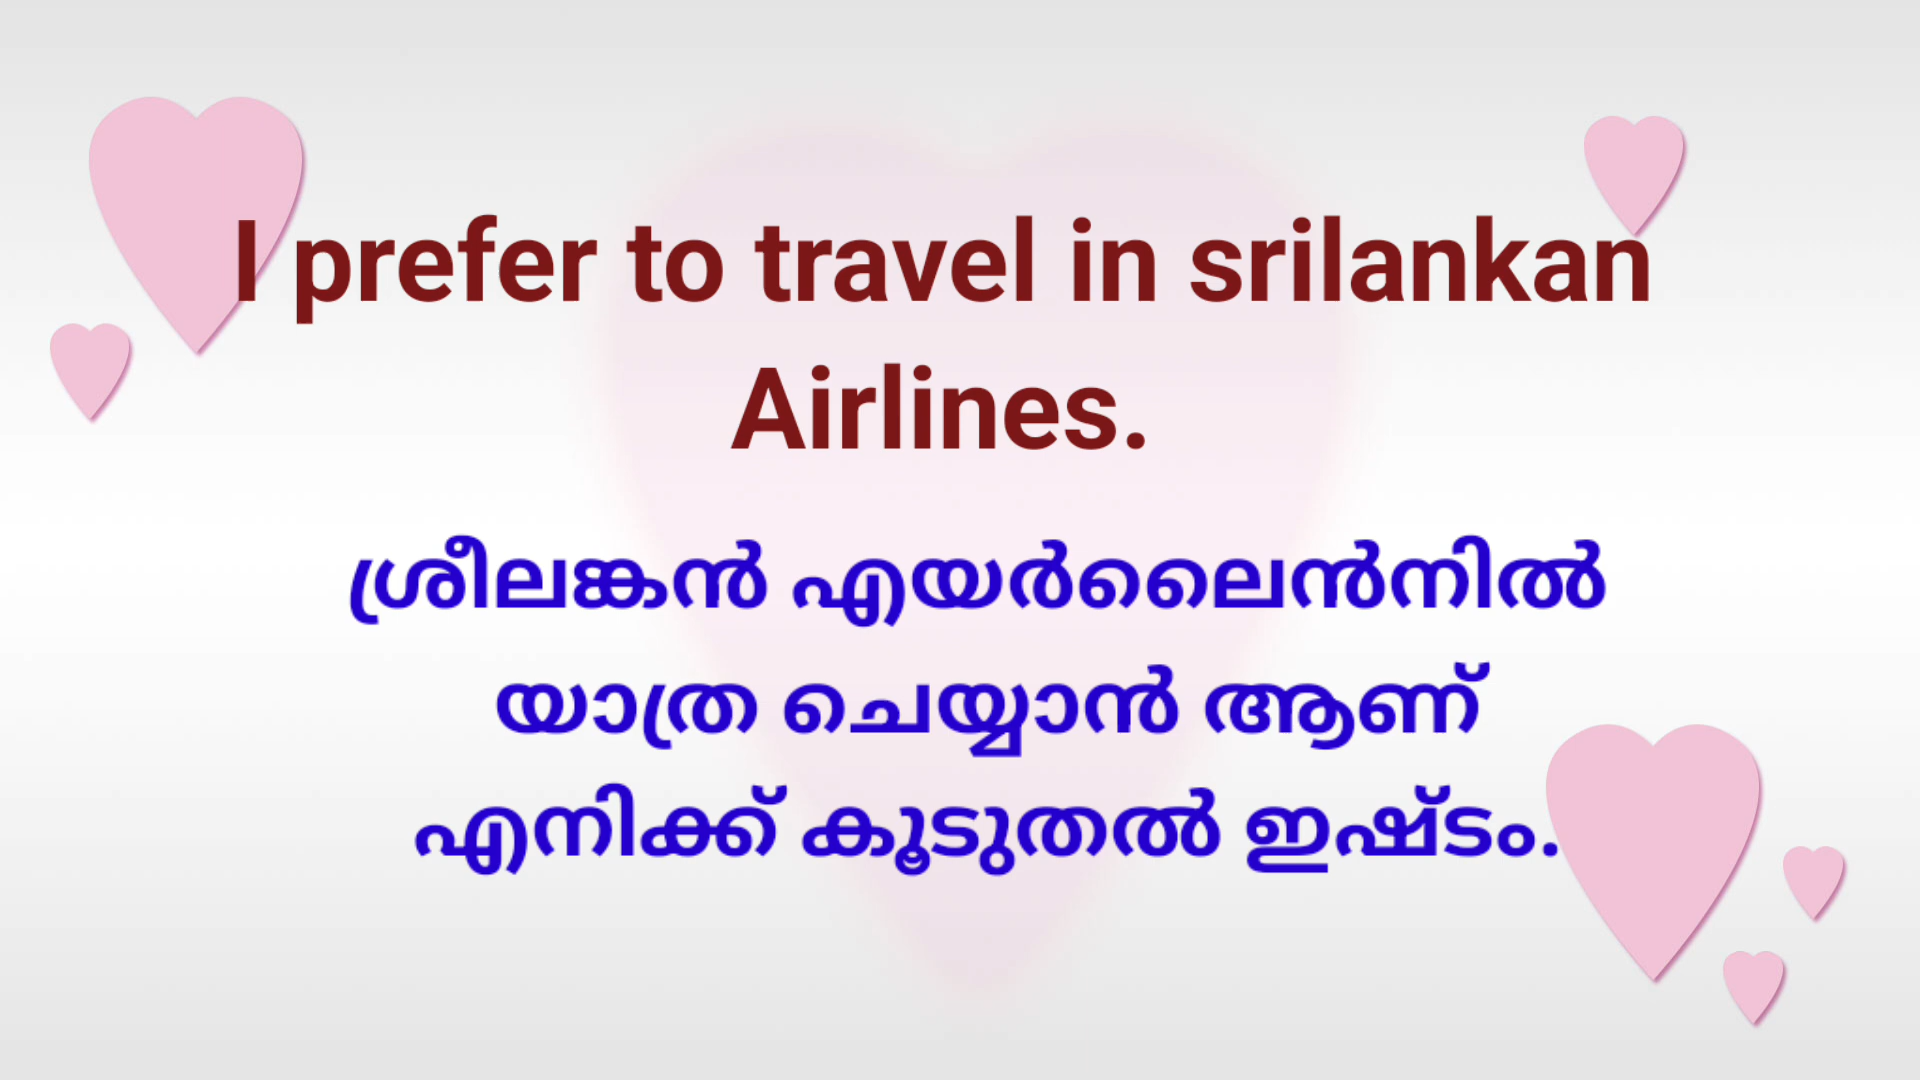 I prefer to travel in srilankan
Airlines.
ശ്രീലങ്കൻ എയർലൈൻനിൽ
യാത്ര ചെയ്യാൻ ആണ്
എനിക്ക് കൂടുതൽ ഇഷ്ടം.